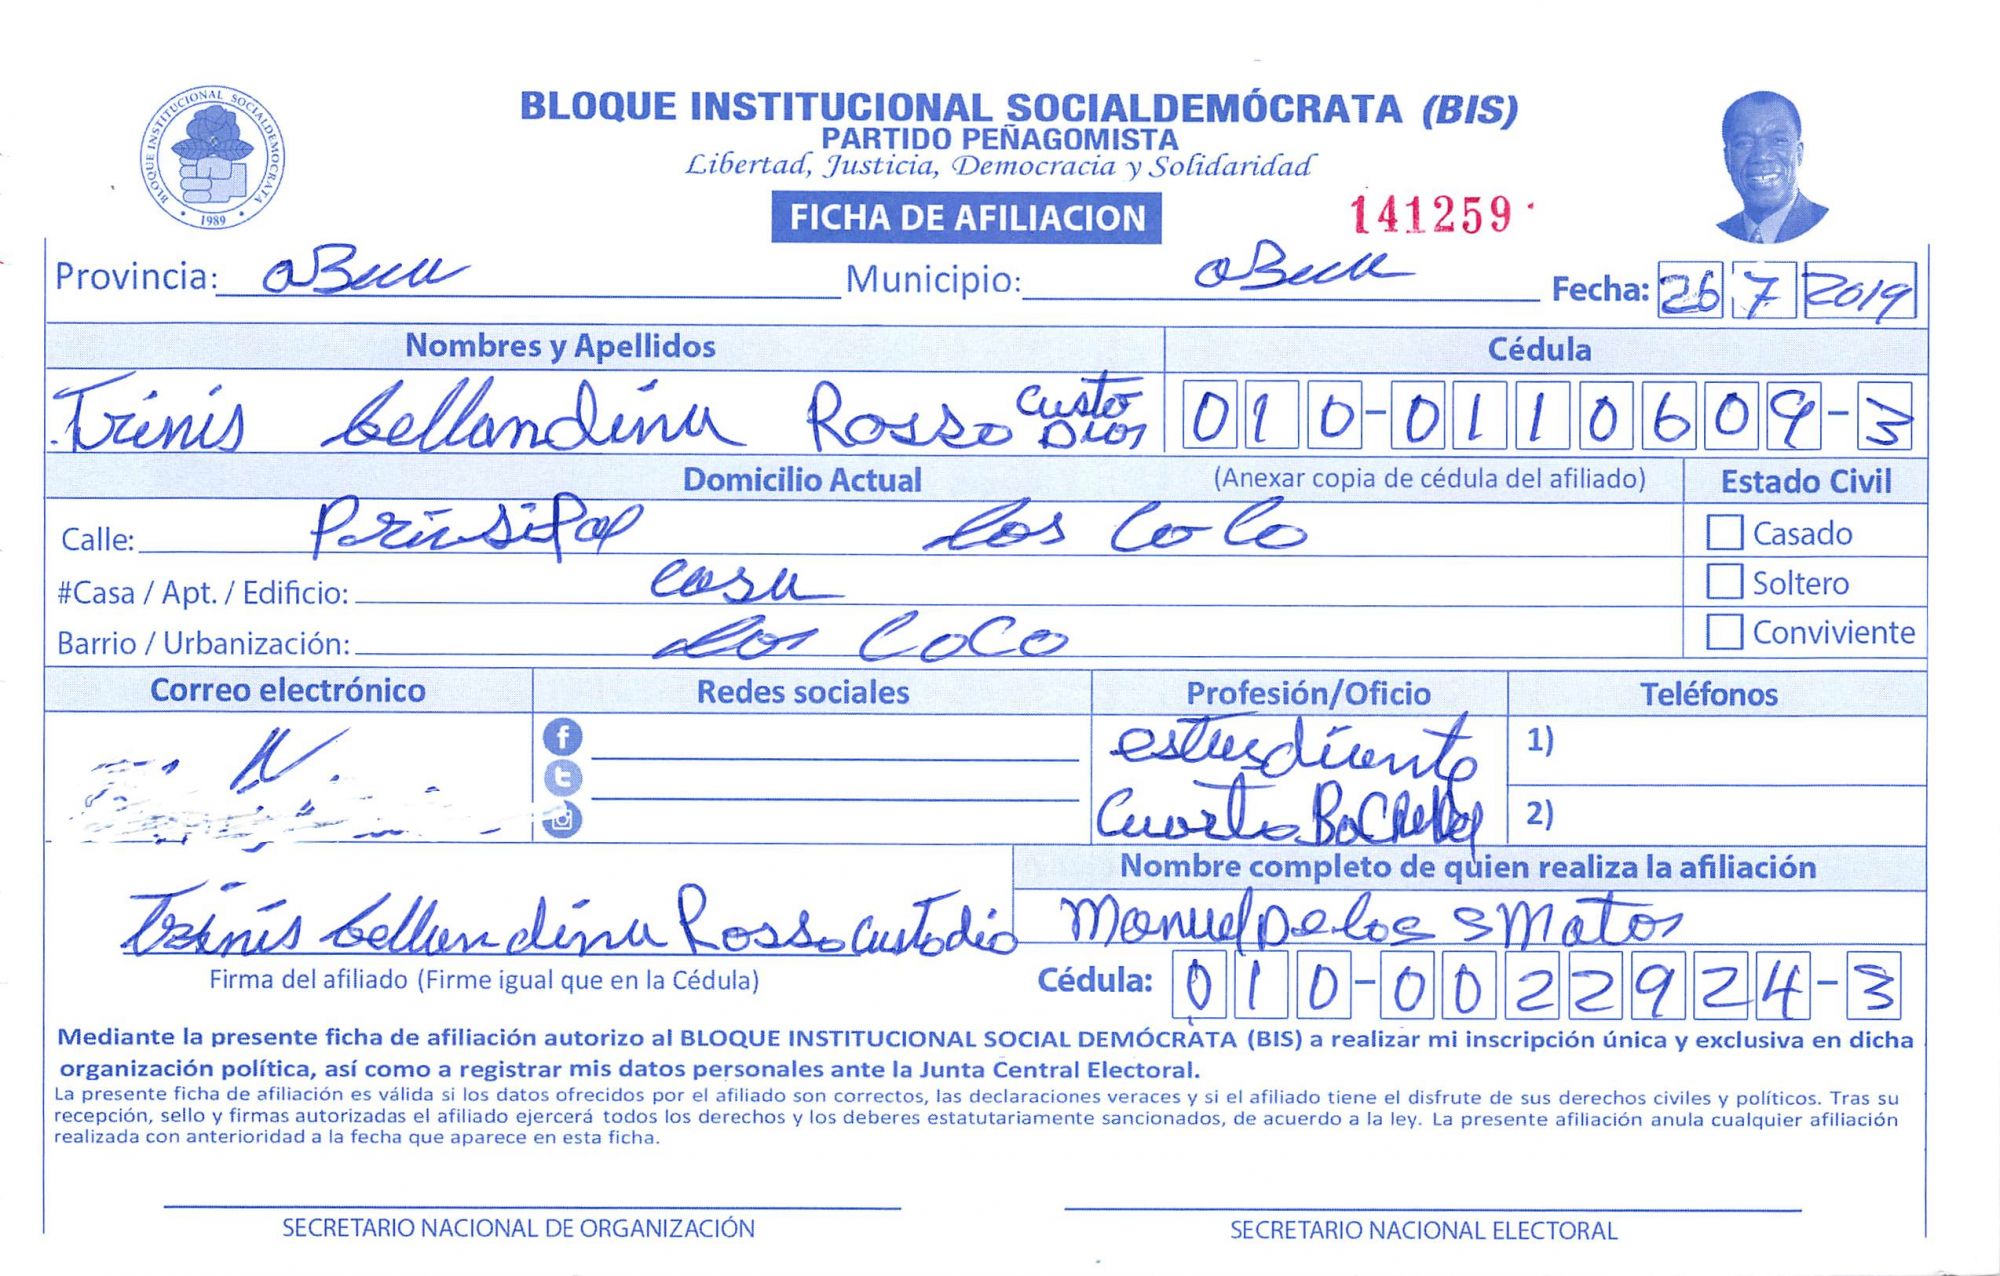 BLOQUE INSTITUCIONAL SOCIALDEMOCRATA
1989
BLOQUE INSTITUCIONAL SOCIALDEMÓCRATA (BIS)
PARTIDO PEÑAGOMISTA
Libertad, Justicia, Democracia y Solidaridad
FICHA DE AFILIACION
141259
Provincia: Municipio: Fecha: 26 7 2019
Nombres y Apellidos Cédula
Trinis bellandina Rosso Custo Dios 010-0110609-3
Domicilio Actual (Anexar copia de cédula del afiliado) Estado Civil
Calle: Prinsipal los CoCo Casado
#Casa / Apt. / Edificio: casa Soltero
Barrio / Urbanización: los CoCo Conviviente
Correo electrónico Redes sociales Profesión/Oficio Teléfonos
N. estudiante 1)
Cuarto 2)
Nombre completo de quien realiza la afiliación
Trinis bellandina Rosso Custodio Manuel De los S Matos
Firma del afiliado (Firme igual que en la Cédula) Cédula: 010-0022924-3
Mediante la presente ficha de afiliación autorizo al BLOQUE INSTITUCIONAL SOCIAL DEMÓCRATA (BIS) a realizar mi inscripción única y exclusiva en dicha
organización política, así como a registrar mis datos personales ante la Junta Central Electoral.
La presente ficha de afiliación es válida si los datos ofrecidos por el afiliado son correctos, las declaraciones veraces y si el afiliado tiene el disfrute de sus derechos civiles y políticos. Tras su
recepción, sello y firmas autorizadas el afiliado ejercerá todos los derechos y los deberes estatutariamente sancionados, de acuerdo a la ley. La presente afiliación anula cualquier afiliación
realizada con anterioridad a la fecha que aparece en esta ficha.
SECRETARIO NACIONAL DE ORGANIZACIÓN SECRETARIO NACIONAL ELECTORAL